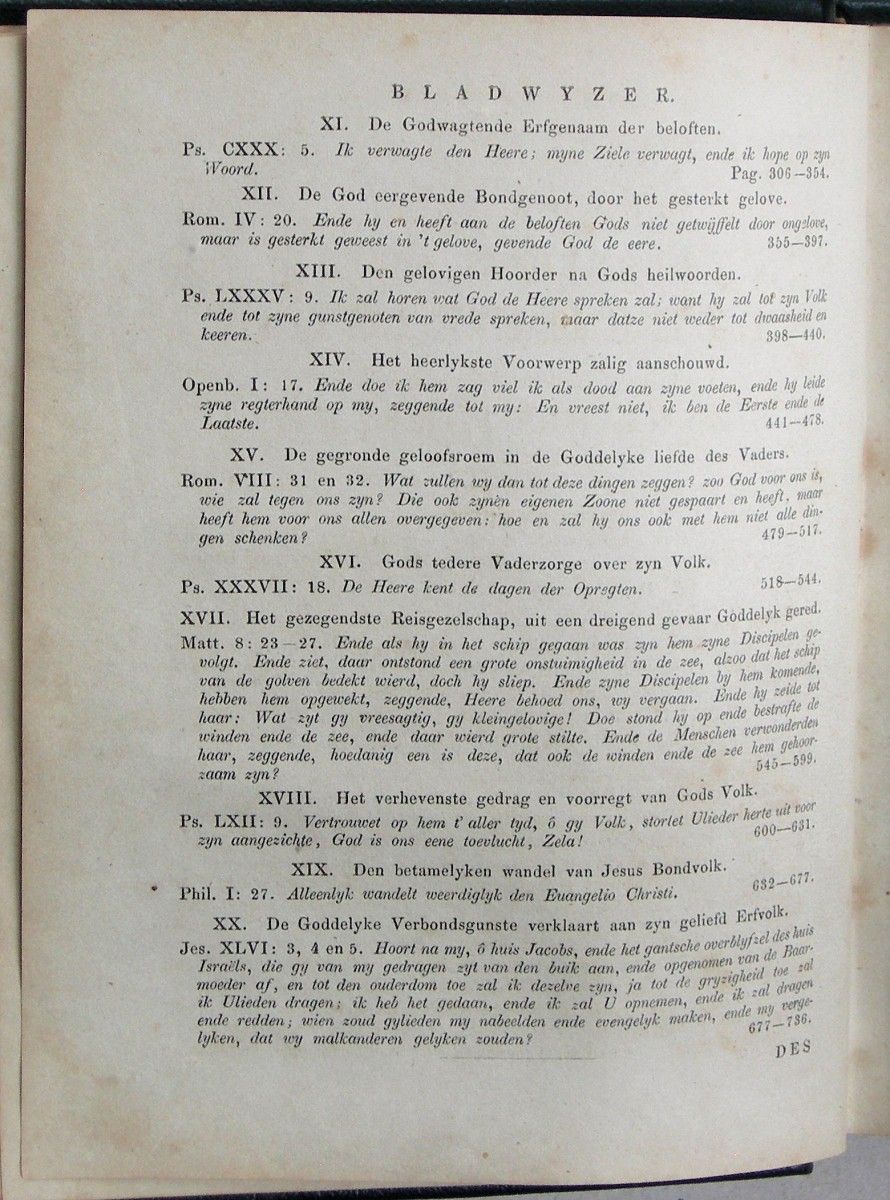 BLADWYZER.
XI. De Godwagtende Erfgenaam der beloften.
Ps. CXXX: 5. Ik verwagte den Heere; myne Ziele verwagt, ende ik hope op zyn
Woord. Pag. 306—354.
XII. De God eergevende Bondgenoot, door het gesterkt gelove.
Rom. IV: 20. Ende hy en heeft aan de beloften Gods niet getwijffelt door ongelove,
maar is gesterkt geweest in 't gelove, gevende God de eere. 355—397.
XIII. Den gelovigen Hoorder na Gods heilwoorden.
Ps. LXXXV: 9. Ik zal horen wat God de Heere spreken zal; want hy zal tot zyn Volk
ende tot zyne gunstgenoten van vrede spreken, maar datze niet weder tot dwaasheid en
keeren. 398—440.
XIV. Het heerlykste Voorwerp zalig aanschouwd.
Openb. I: 17. Ende doe ik hem zag viel ik als dood aan zyne voeten, ende hy leide
zyne regterhand op my, zeggende tot my: En vreest niet, ik ben de Eerste ende de
Laatste. 441—478.
XV. De gegronde geloofsroem in de Goddelyke liefde des Vaders.
Rom. VIII: 31 en 32. Wat zullen wy dan tot deze dingen zeggen? zoo God voor ons is,
wie zal tegen ons zyn? Die ook zynen eigenen Zoone niet gespaart en heeft, maar
heeft hem voor ons allen overgegeven: hoe en zal hy ons ook met hem niet alle din-
gen schenken? 479—517.
XVI. Gods tedere Vaderzorge over zyn Volk.
Ps. XXXVII: 18. De Heere kent de dagen der Opregten. 518—544.
XVII. Het gezegendste Reisgezelschap, uit een dreigend gevaar Goddelyk gered.
Matt. 8: 23—27. Ende als hy in het schip gegaan was zyn hem zyne Discipelen ge-
volgt. Ende ziet, daar ontstond een grote onstuimigheid in de zee, alzoo dat het schip
van de golven bedekt wierd, doch hy sliep. Ende zyne Discipelen by hem komende,
hebben hem opgewekt, zeggende, Heere behoed ons, wy vergaan. Ende hy zeide tot
haar: Wat zyt gy vreesagtig, gy kleingelovige! Doe stond hy op ende bestrafte de
winden ende de zee, ende daar wierd grote stilte. Ende de Menschen verwonderden
haar, zeggende, hoedanig een is deze, dat ook de winden ende de zee hem gehoor-
zaam zyn? 545—599.
XVIII. Het verhevenste gedrag en voorregt van Gods Volk.
Ps. LXII: 9. Vertrouwet op hem t' aller tyd, ô gy Volk, stortet Ulieder herte uit voor
zyn aangezichte, God is ons eene toevlucht, Zela! 600—631.
XIX. Den betamelyken wandel van Jesus Bondvolk.
Phil. I: 27. Alleenlyk wandelt weerdiglyk den Euangelio Christi. 632—677.
XX. De Goddelyke Verbondsgunste verklaart aan zyn geliefd Erfvolk.
Jes. XLVI: 3, 4 en 5. Hoort na my, ô huis Jacobs, ende het gantsche overblyfzel des huis
Israëls, die gy van my gedragen zyt van den buik aan, ende opgenomen van de Baar-
moeder af, en tot den ouderdom toe zal ik dezelve zyn, ja tot de gryzigheid toe zal
ik Ulieden dragen; ik heb het gedaan, ende ik zal U opnemen, ende ik zal dragen
ende redden; wien zoud gylieden my nabeelden ende evengelyk maken, ende my verge-
lyken, dat wy malkanderen gelyken zouden? 677—736.
DES